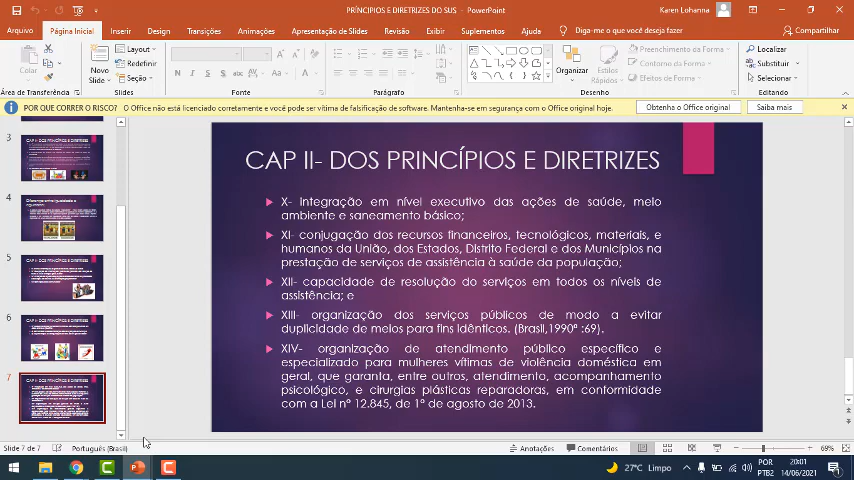 PRÍNCIPIOS E DIRETRIZES DO SUS - PowerPoint
Karen Lohanna
Arquivo Página Inicial Inserir Design Transições Animações Apresentação de Slides Revisão Exibir Suplementos Ajuda Diga-me o que você deseja fazer Compartilhar
Colar
Novo Slide
Layout
Redefinir
Seção
Organizar
Estilos Rápidos
Preenchimento da Forma
Contorno da Forma
Efeitos de Forma
Localizar
Substituir
Selecionar
Área de Transferência Slides Fonte Parágrafo Desenho Editando
POR QUE CORRER O RISCO? O Office não está licenciado corretamente e você pode ser vítima de falsificação de software. Mantenha-se em segurança com o Office original hoje. Obtenha o Office original Saiba mais
3
4
5
6
7
CAP II- DOS PRINCÍPIOS E DIRETRIZES
X- integração em nível executivo das ações de saúde, meio
ambiente e saneamento básico;
XI- conjugação dos recursos financeiros, tecnológicos, materiais, e
humanos da União, dos Estados, Distrito Federal e dos Municípios na
prestação de serviços de assistência à saúde da população;
XII- capacidade de resolução do serviços em todos os níveis de
assistência; e
XIII- organização dos serviços públicos de modo a evitar
duplicidade de meios para fins idênticos. (Brasil,1990ª :69).
XIV- organização de atendimento público específico e
especializado para mulheres vítimas de violência doméstica em
geral, que garanta, entre outros, atendimento, acompanhamento
psicológico, e cirurgias plásticas reparadoras, em conformidade
com a Lei nº 12.845, de 1º de agosto de 2013.
Slide 7 de 7 Português (Brasil) Anotações Comentários 69%
27°C Limpo
POR
PTB2
20:01
14/06/2021